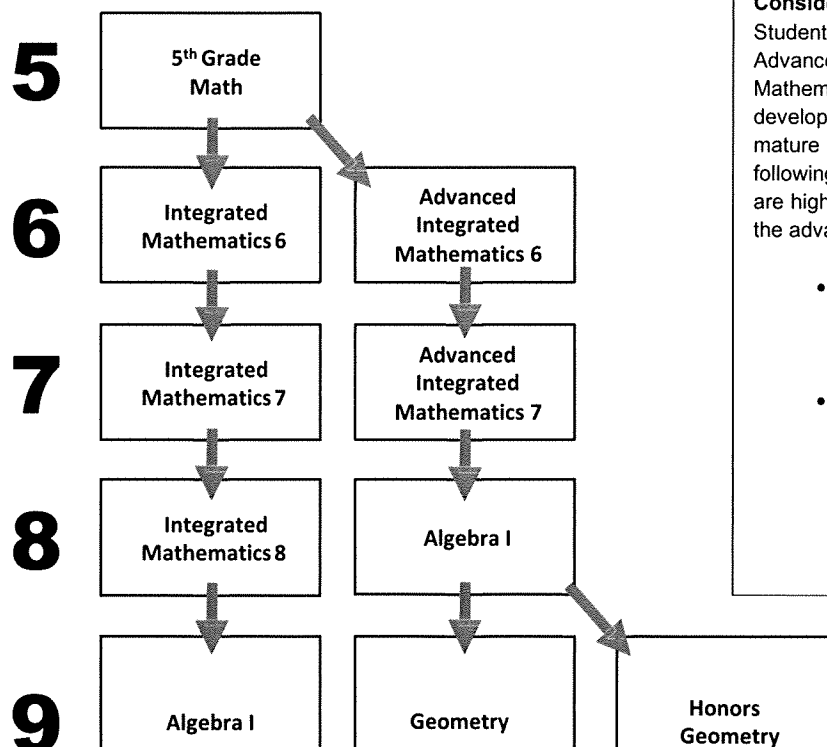 5
5th Grade
Math
6
Integrated
Mathematics 6
Advanced
Integrated
Mathematics 6
7
Integrated
Mathematics 7
Advanced
Integrated
Mathematics 7
8
Integrated
Mathematics 8
Algebra I
9
Algebra I
Geometry
Honors
Geometry
Student
Mathem
develop
mature
following
are high
the adva